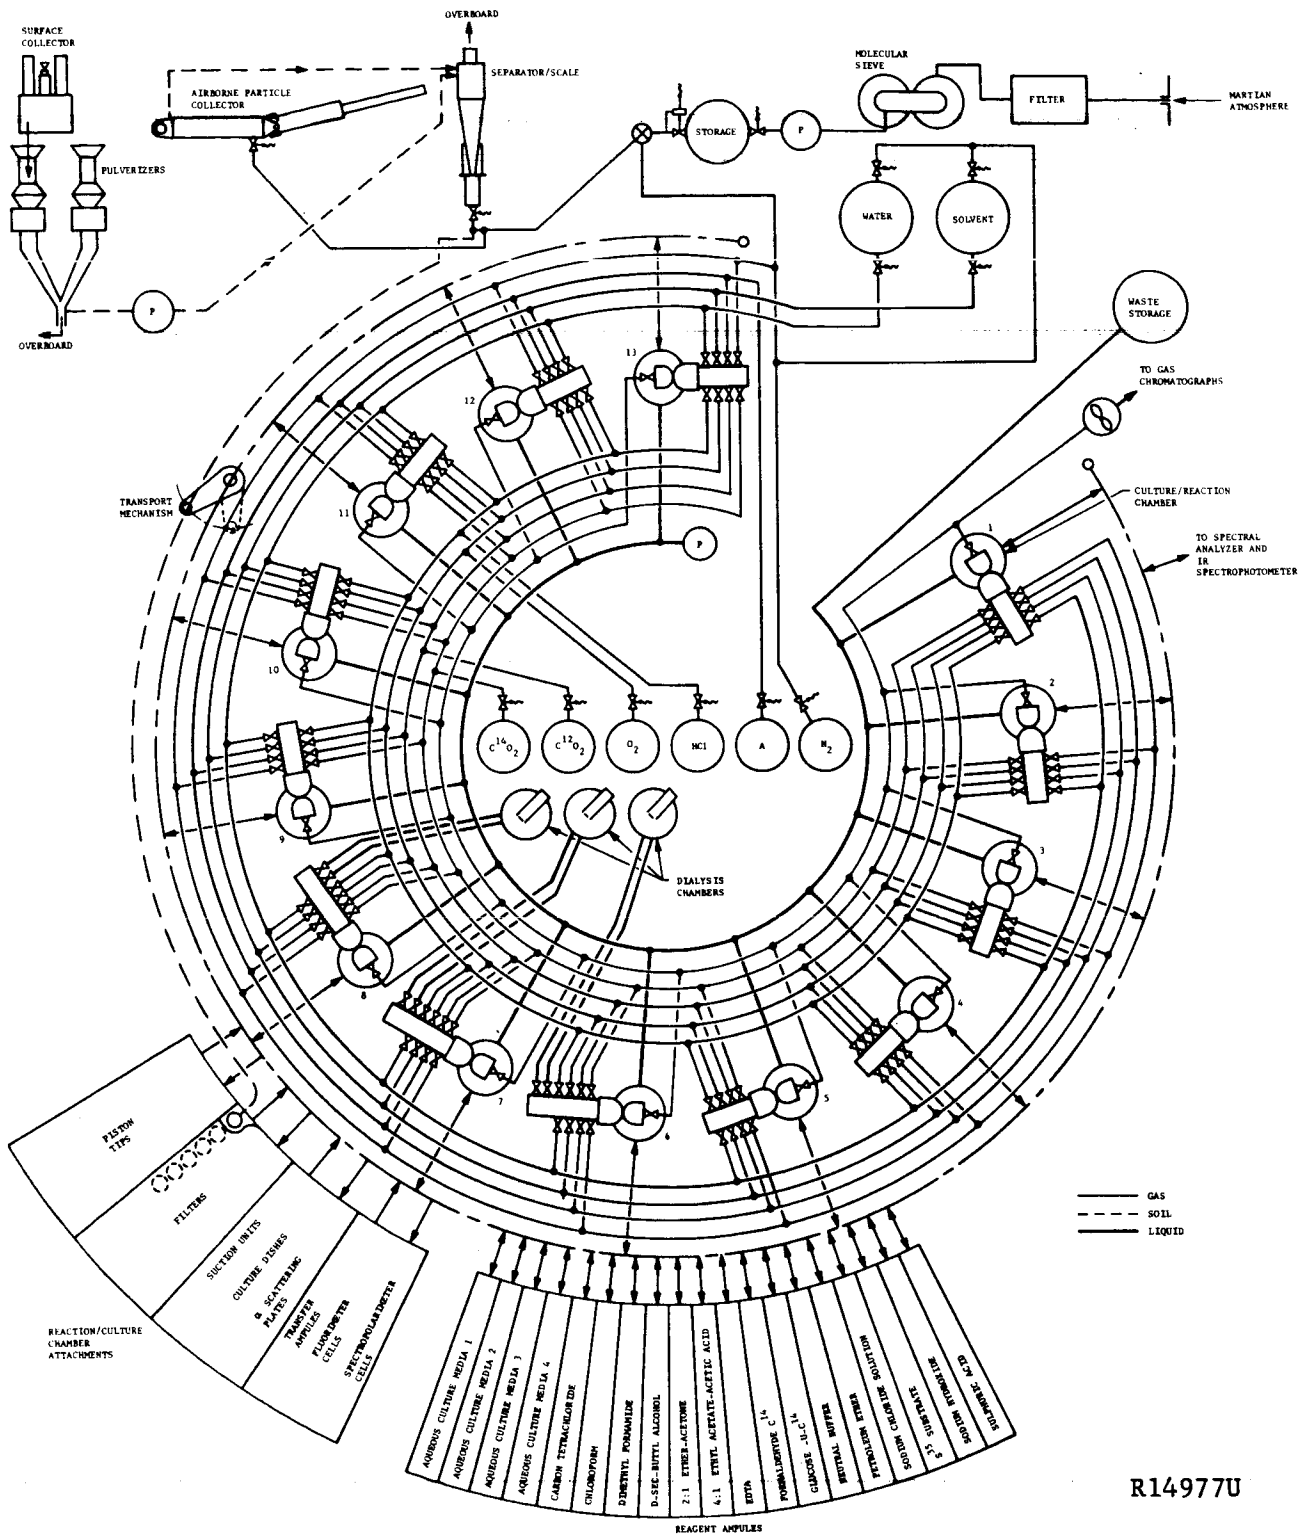 OVERBOARD
SURFACE
COLLECTOR
SEPARATOR/SCALE
AIRBORNE PARTICLE
COLLECTOR
MOLECULAR
SIEVE
STORAGE
P
FILTER
MARTIAN
ATMOSPHERE
PULVERIZERS
WATER
SOLVENT
P
OVERBOARD
WASTE
STORAGE
TO GAS
CHROMATOGRAPHS
13
12
11
TRANSPORT
MECHANISM
P
CULTURE/REACTION
CHAMBER
1
TO SPECTRAL
ANALYZER AND
IR
SPECTROPHOTOMETER
10
2
C14O2
C12O2
O2
HCl
A
N2
9
3
DIALYSIS
CHAMBERS
8
4
7
6
5
PISTON
TIPS
FILTERS
SUCTION UNITS
CULTURE DISHES
α SCATTERING
PLATES
TRANSFER
AMPULES
FLUORIMETER
CELLS
SPECTROPOLARIMETER
CELLS
REACTION/CULTURE
CHAMBER
ATTACHMENTS
GAS
SOIL
LIQUID
AQUEOUS CULTURE MEDIA 1
AQUEOUS CULTURE MEDIA 2
AQUEOUS CULTURE MEDIA 3
AQUEOUS CULTURE MEDIA 4
CARBON TETRACHLORIDE
CHLOROFORM
DIMETHYL FORMAMIDE
D-SEC-BUTYL ALCOHOL
2:1 ETHER-ACETONE
4:1 ETHYL ACETATE-ACETIC ACID
EDTA
FORMALDEHYDE C14
GLUCOSE -U-C14
NEUTRAL BUFFER
PETROLEUM ETHER
SODIUM CHLORIDE SOLUTION
S35 SUBSTRATE
SODIUM HYDROXIDE
SULPHURIC ACID
REAGENT AMPULES
R14977U